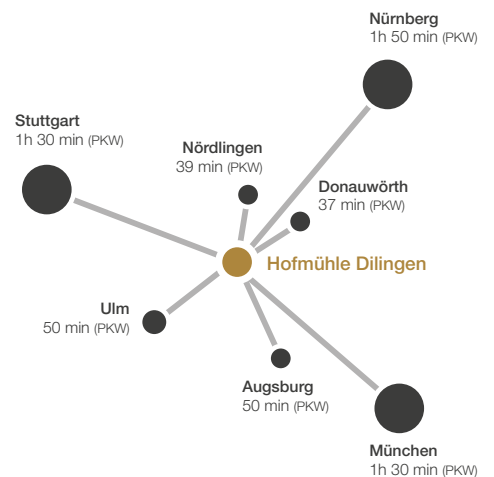 Nürnberg
1h 50 min (PKW)
Stuttgart
1h 30 min (PKW)
Nördlingen
39 min (PKW)
Donauwörth
37 min (PKW)
Hofmühle Dilingen
Ulm
50 min (PKW)
Augsburg
50 min (PKW)
München
1h 30 min (PKW)